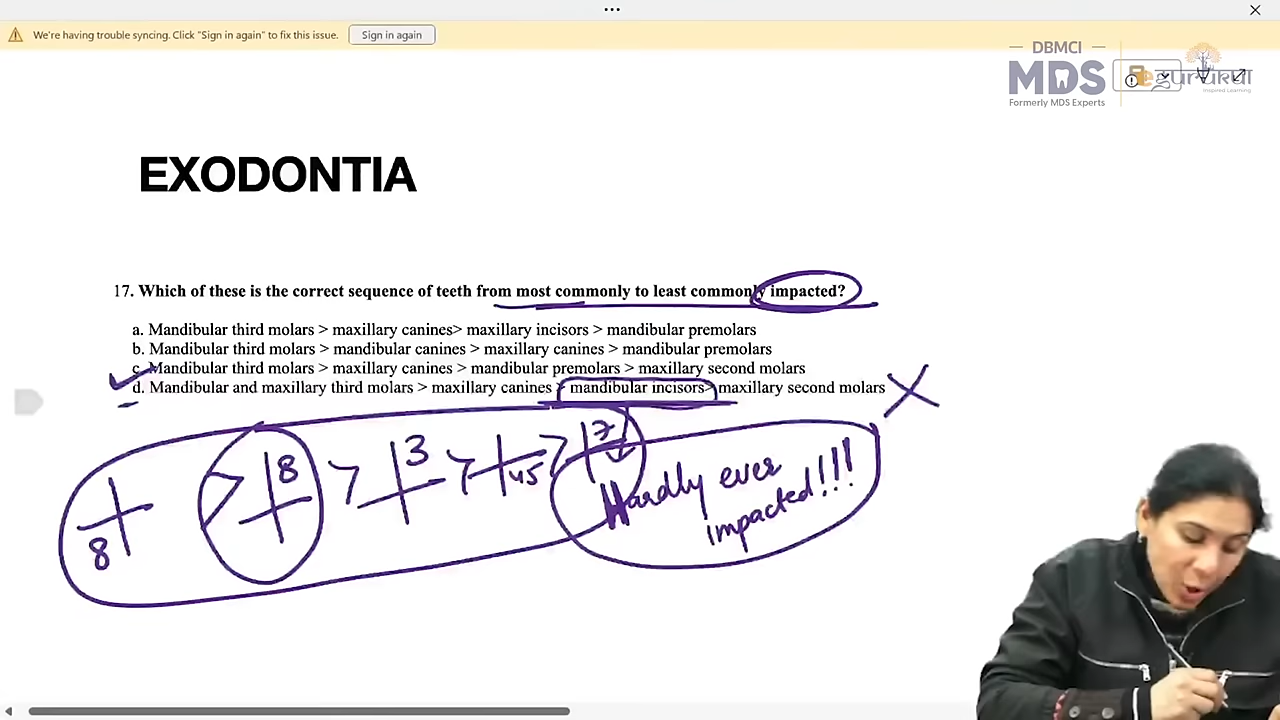 ...
We're having trouble syncing. Click "Sign in again" to fix this issue. Sign in again
DBMCI
MDS
Formerly MDS Experts
eगुरुकुल
Inspired Learning
EXODONTIA
17. Which of these is the correct sequence of teeth from most commonly to least commonly impacted?
a. Mandibular third molars > maxillary canines> maxillary incisors > mandibular premolars
b. Mandibular third molars > mandibular canines > maxillary canines > mandibular premolars
c. Mandibular third molars > maxillary canines > mandibular premolars > maxillary second molars
d. Mandibular and maxillary third molars > maxillary canines > mandibular incisors> maxillary second molars
8 > 8 > 3 > 45 > 7
Hardly ever
impacted!!!